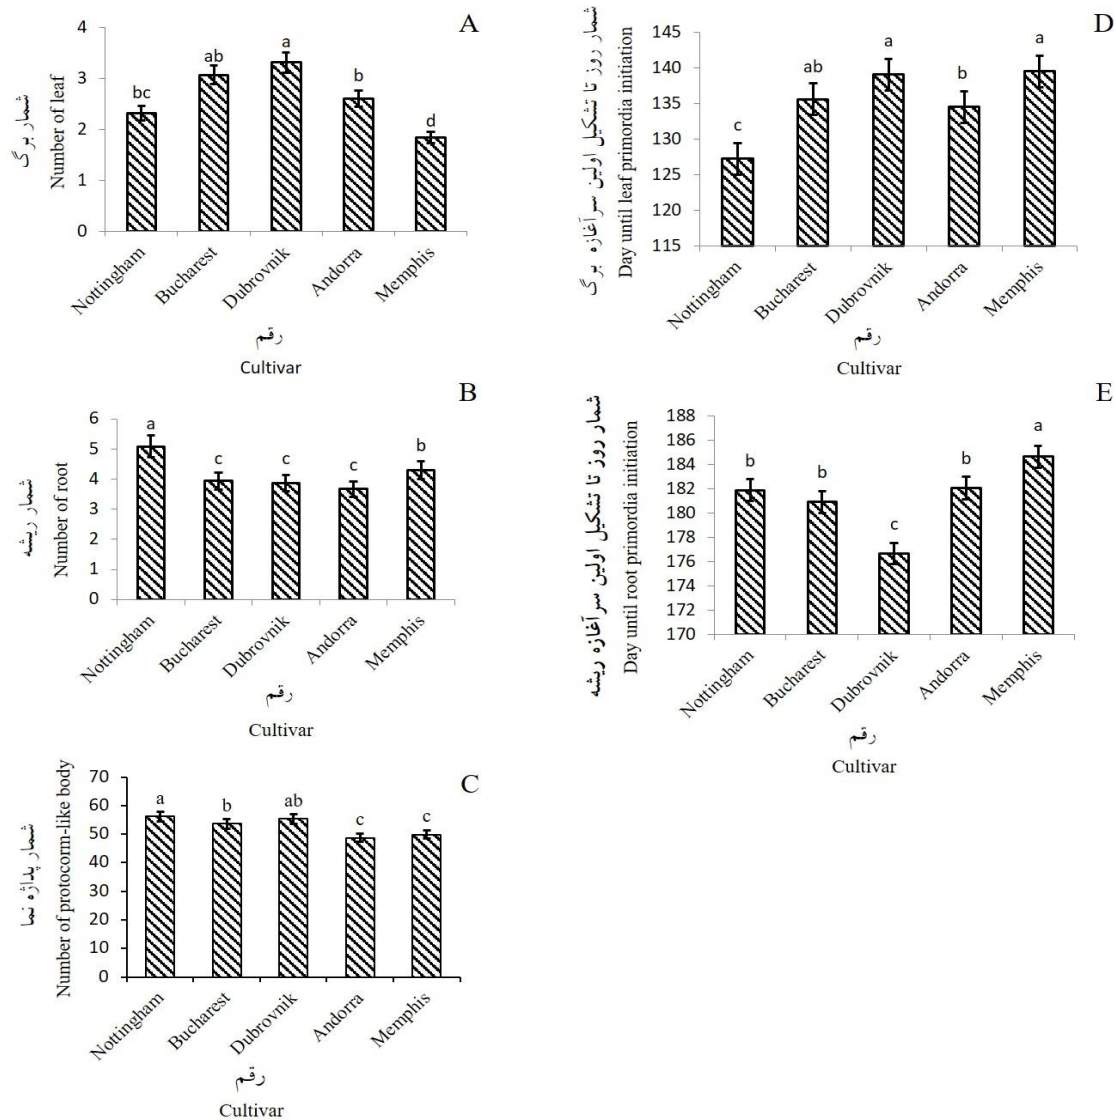 A
شمار برگ
Number of leaf
4
3
2
1
0
bc
ab
a
b
d
Nottingham
Bucharest
Dubrovnik
Andorra
Memphis
رقم
Cultivar
B
شمار ریشه
Number of root
6
5
4
3
2
1
0
a
c
c
c
b
Nottingham
Bucharest
Dubrovnik
Andorra
Memphis
رقم
Cultivar
C
شمار پداژه نما
Number of protocorm-like body
70
60
50
40
30
20
10
0
a
b
ab
c
c
Nottingham
Bucharest
Dubrovnik
Andorra
Memphis
رقم
Cultivar
D
شمار روز تا تشکیل اولین سرآغازه برگ
Day until leaf primordia initiation
145
140
135
130
125
120
115
c
ab
a
b
a
Nottingham
Bucharest
Dubrovnik
Andorra
Memphis
رقم
Cultivar
E
شمار روز تا تشکیل اولین سرآغازه ریشه
Day until root primordia initiation
188
186
184
182
180
178
176
174
172
170
b
b
c
b
a
Nottingham
Bucharest
Dubrovnik
Andorra
Memphis
رقم
Cultivar